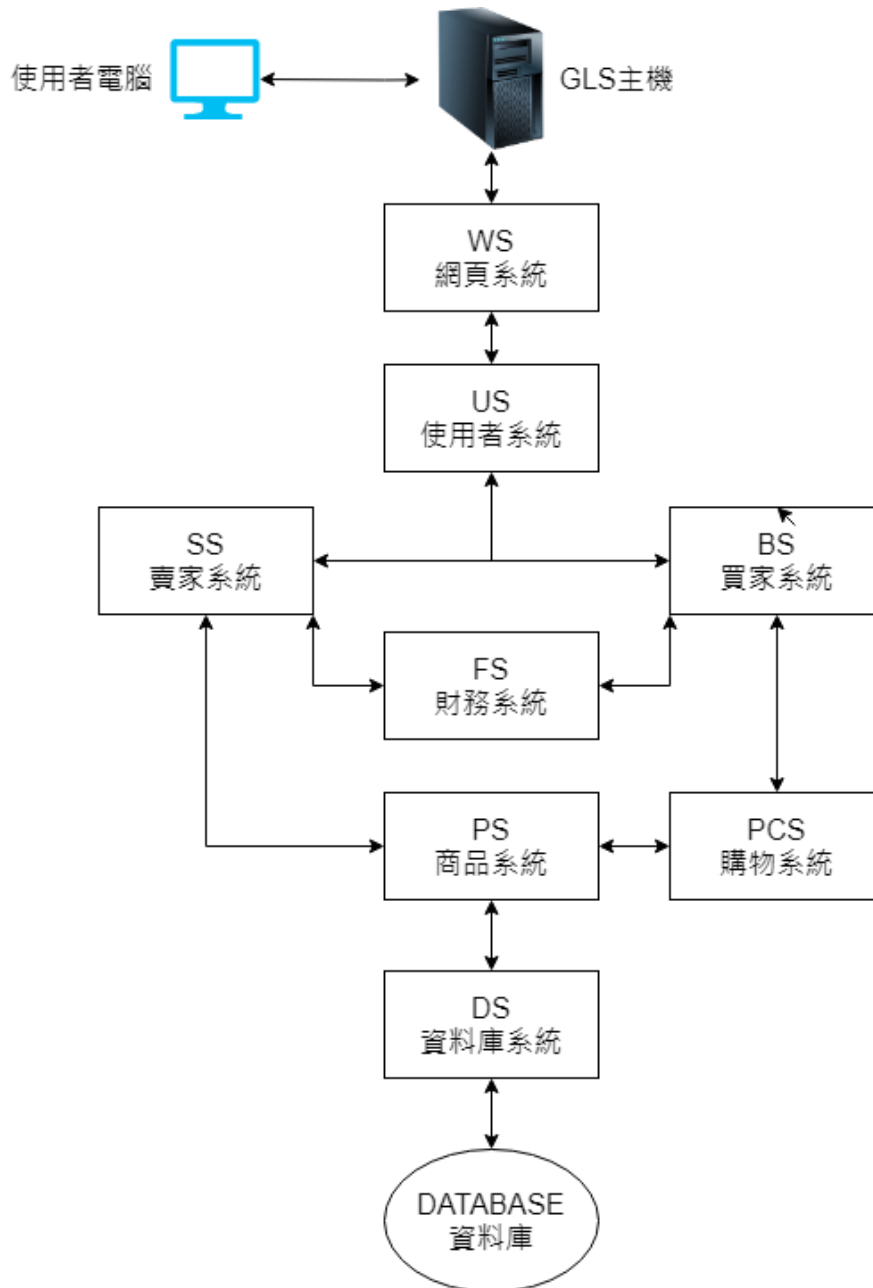 使用者電腦
GLS主機
WS
網頁系統
US
使用者系統
SS
賣家系統
BS
買家系統
FS
財務系統
PS
商品系統
PCS
購物系統
DS
資料庫系統
DATABASE
資料庫